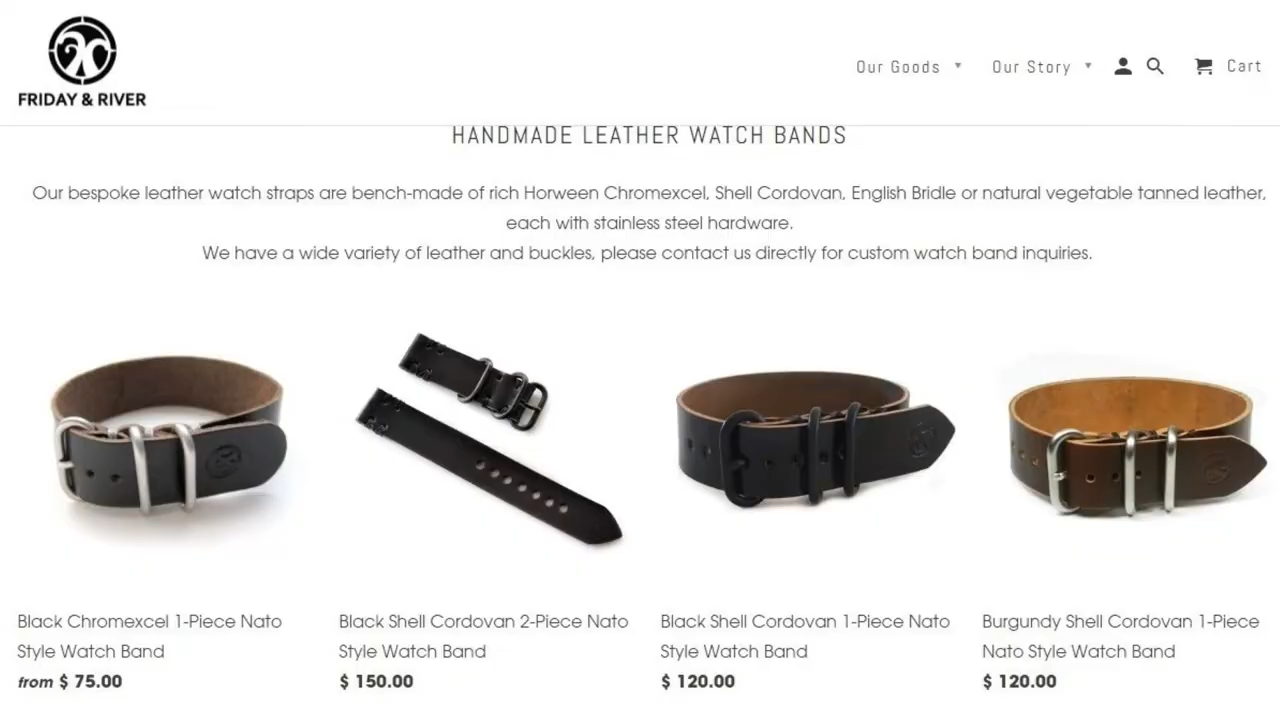 FRIDAY & RIVER
Our Goods ▼ Our Story ▼ Cart
HANDMADE LEATHER WATCH BANDS
Our bespoke leather watch straps are bench-made of rich Horween Chromexcel, Shell Cordovan, English Bridle or natural vegetable tanned leather,
each with stainless steel hardware.
We have a wide variety of leather and buckles, please contact us directly for custom watch band inquiries.
Black Chromexcel 1-Piece Nato
Style Watch Band
from $ 75.00
Black Shell Cordovan 2-Piece Nato
Style Watch Band
$ 150.00
Black Shell Cordovan 1-Piece Nato
Style Watch Band
$ 120.00
Burgundy Shell Cordovan 1-Piece
Nato Style Watch Band
$ 120.00